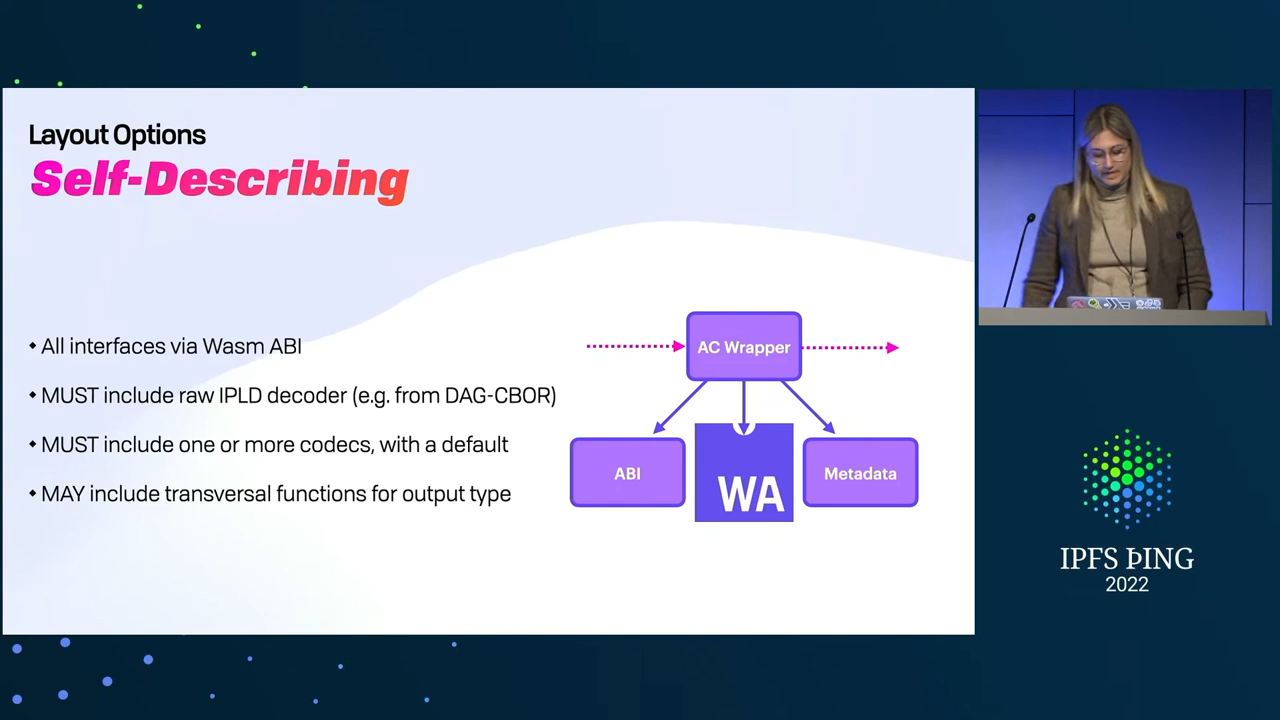 Layout Options
Self-Describing
All interfaces via Wasm ABI
MUST include raw IPLD decoder (e.g. from DAG-CBOR)
MUST include one or more codecs, with a default
MAY include transversal functions for output type
AC Wrapper
ABI
WA
Metadata
IPFS ÞING
2022